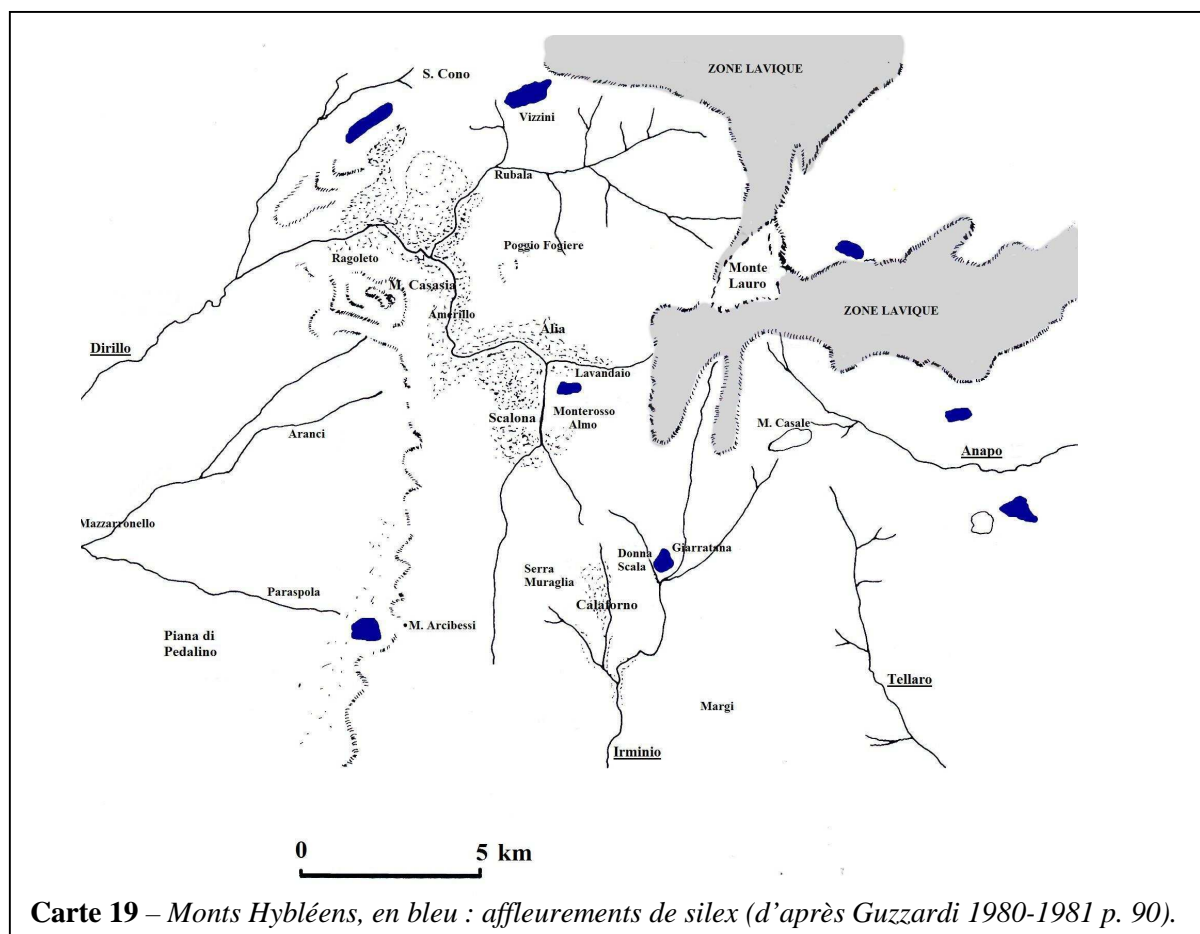 ZONE LAVIQUE
S. Cono
Vizzini
Rubala
Poggio Fogiere
Ragoleto
M. Casasia
Monte
Lauro
ZONE LAVIQUE
Amerillo
Alia
Dirillo
Lavandaio
Scalona
Monterosso
Almo
M. Casale
Aranci
Anapo
Mazzarronello
Donna
Scala
Giarratana
Serra
Muraglia
Calaforno
Paraspola
M. Arcibessi
Piana di
Pedalino
Tellaro
Margi
Irminio
0 5 km
Carte 19 – Monts Hybléens, en bleu : affleurements de silex (d'après Guzzardi 1980-1981 p. 90).